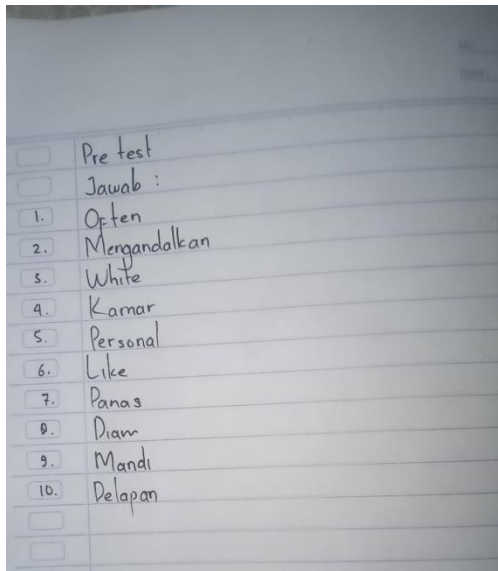 Pre test
Jawab :
1. Often
2. Mengandalkan
3. White
4. Kamar
5. Personal
6. Like
7. Panas
8. Diam
9. Mandi
10. Delapan